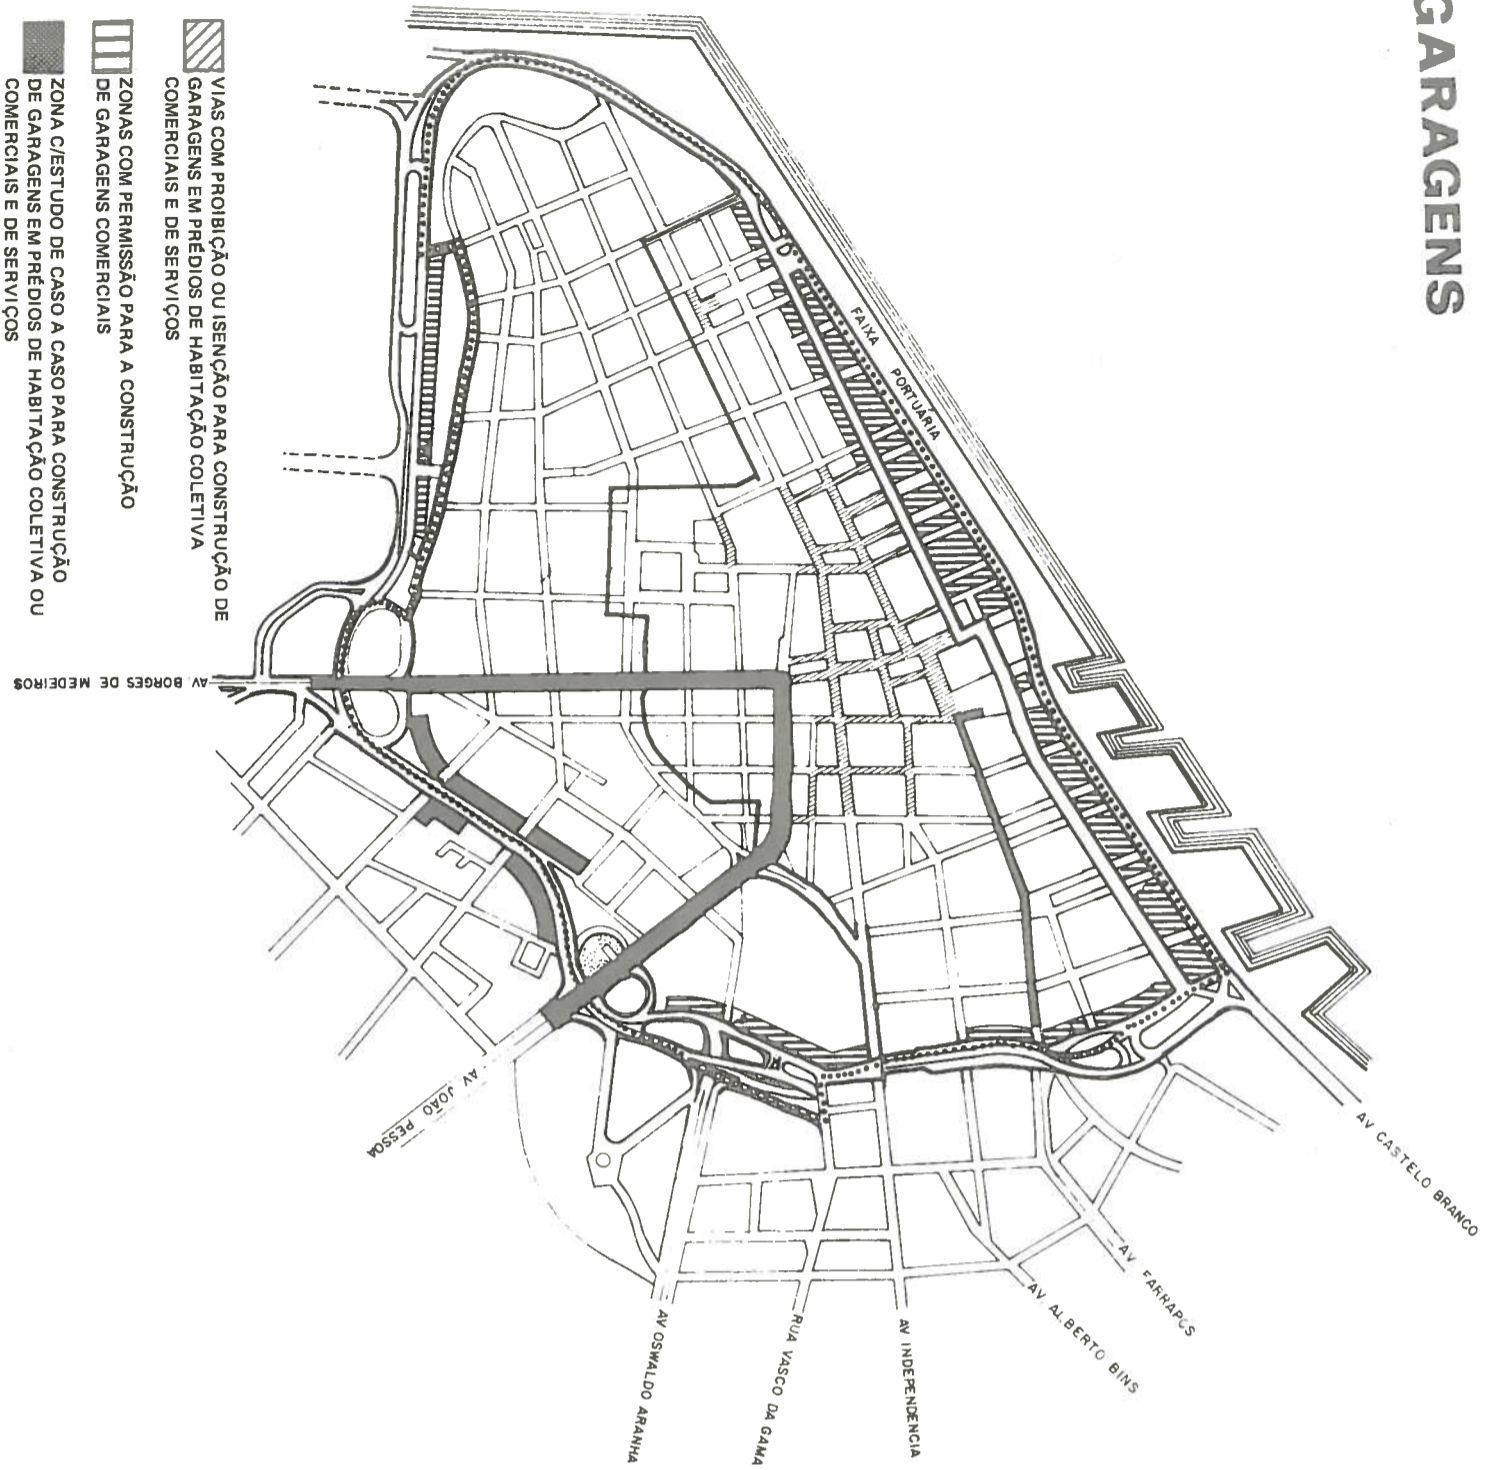 GARAGENS
VIAS COM PROIBIÇÃO OU ISENÇÃO PARA CONSTRUÇÃO DE
GARAGENS EM PRÉDIOS DE HABITAÇÃO COLETIVA
COMERCIAIS E DE SERVIÇOS
ZONAS COM PERMISSÃO PARA A CONSTRUÇÃO
DE GARAGENS COMERCIAIS
ZONA C/ESTUDO DE CASO A CASO PARA CONSTRUÇÃO
DE GARAGENS EM PRÉDIOS DE HABITAÇÃO COLETIVA OU
COMERCIAIS E DE SERVIÇOS
FAIXA PORTUÁRIA
AV. BORGES DE MEDEIROS
AV JOÃO PESSOA
AV OSWALDO ARANHA
RUA VASCO DA GAMA
AV INDEPENDENCIA
AV. ALBERTO BINS
AV FARRAPOS
AV CASTELO BRANCO